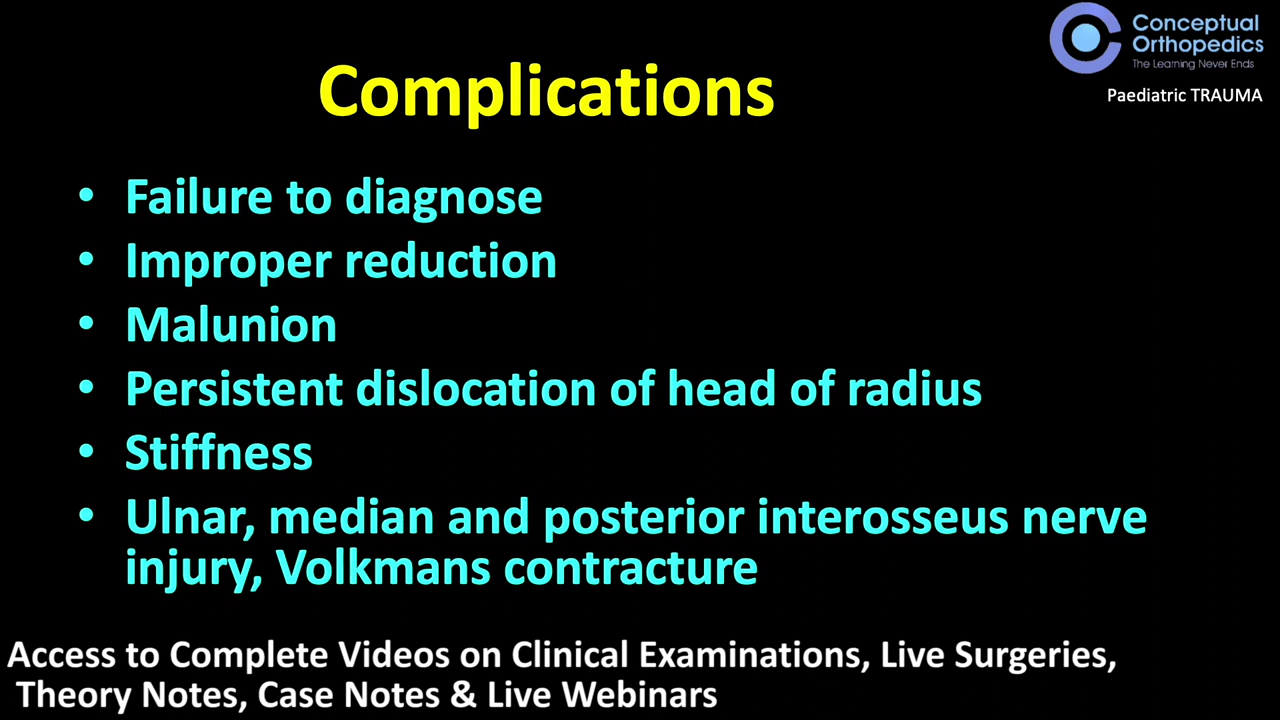 Conceptual
Orthopedics
The Learning Never Ends
Paediatric TRAUMA
Complications
• Failure to diagnose
• Improper reduction
• Malunion
• Persistent dislocation of head of radius
• Stiffness
• Ulnar, median and posterior interosseus nerve
injury, Volkmans contracture
Access to Complete Videos on Clinical Examinations, Live Surgeries,
Theory Notes, Case Notes & Live Webinars